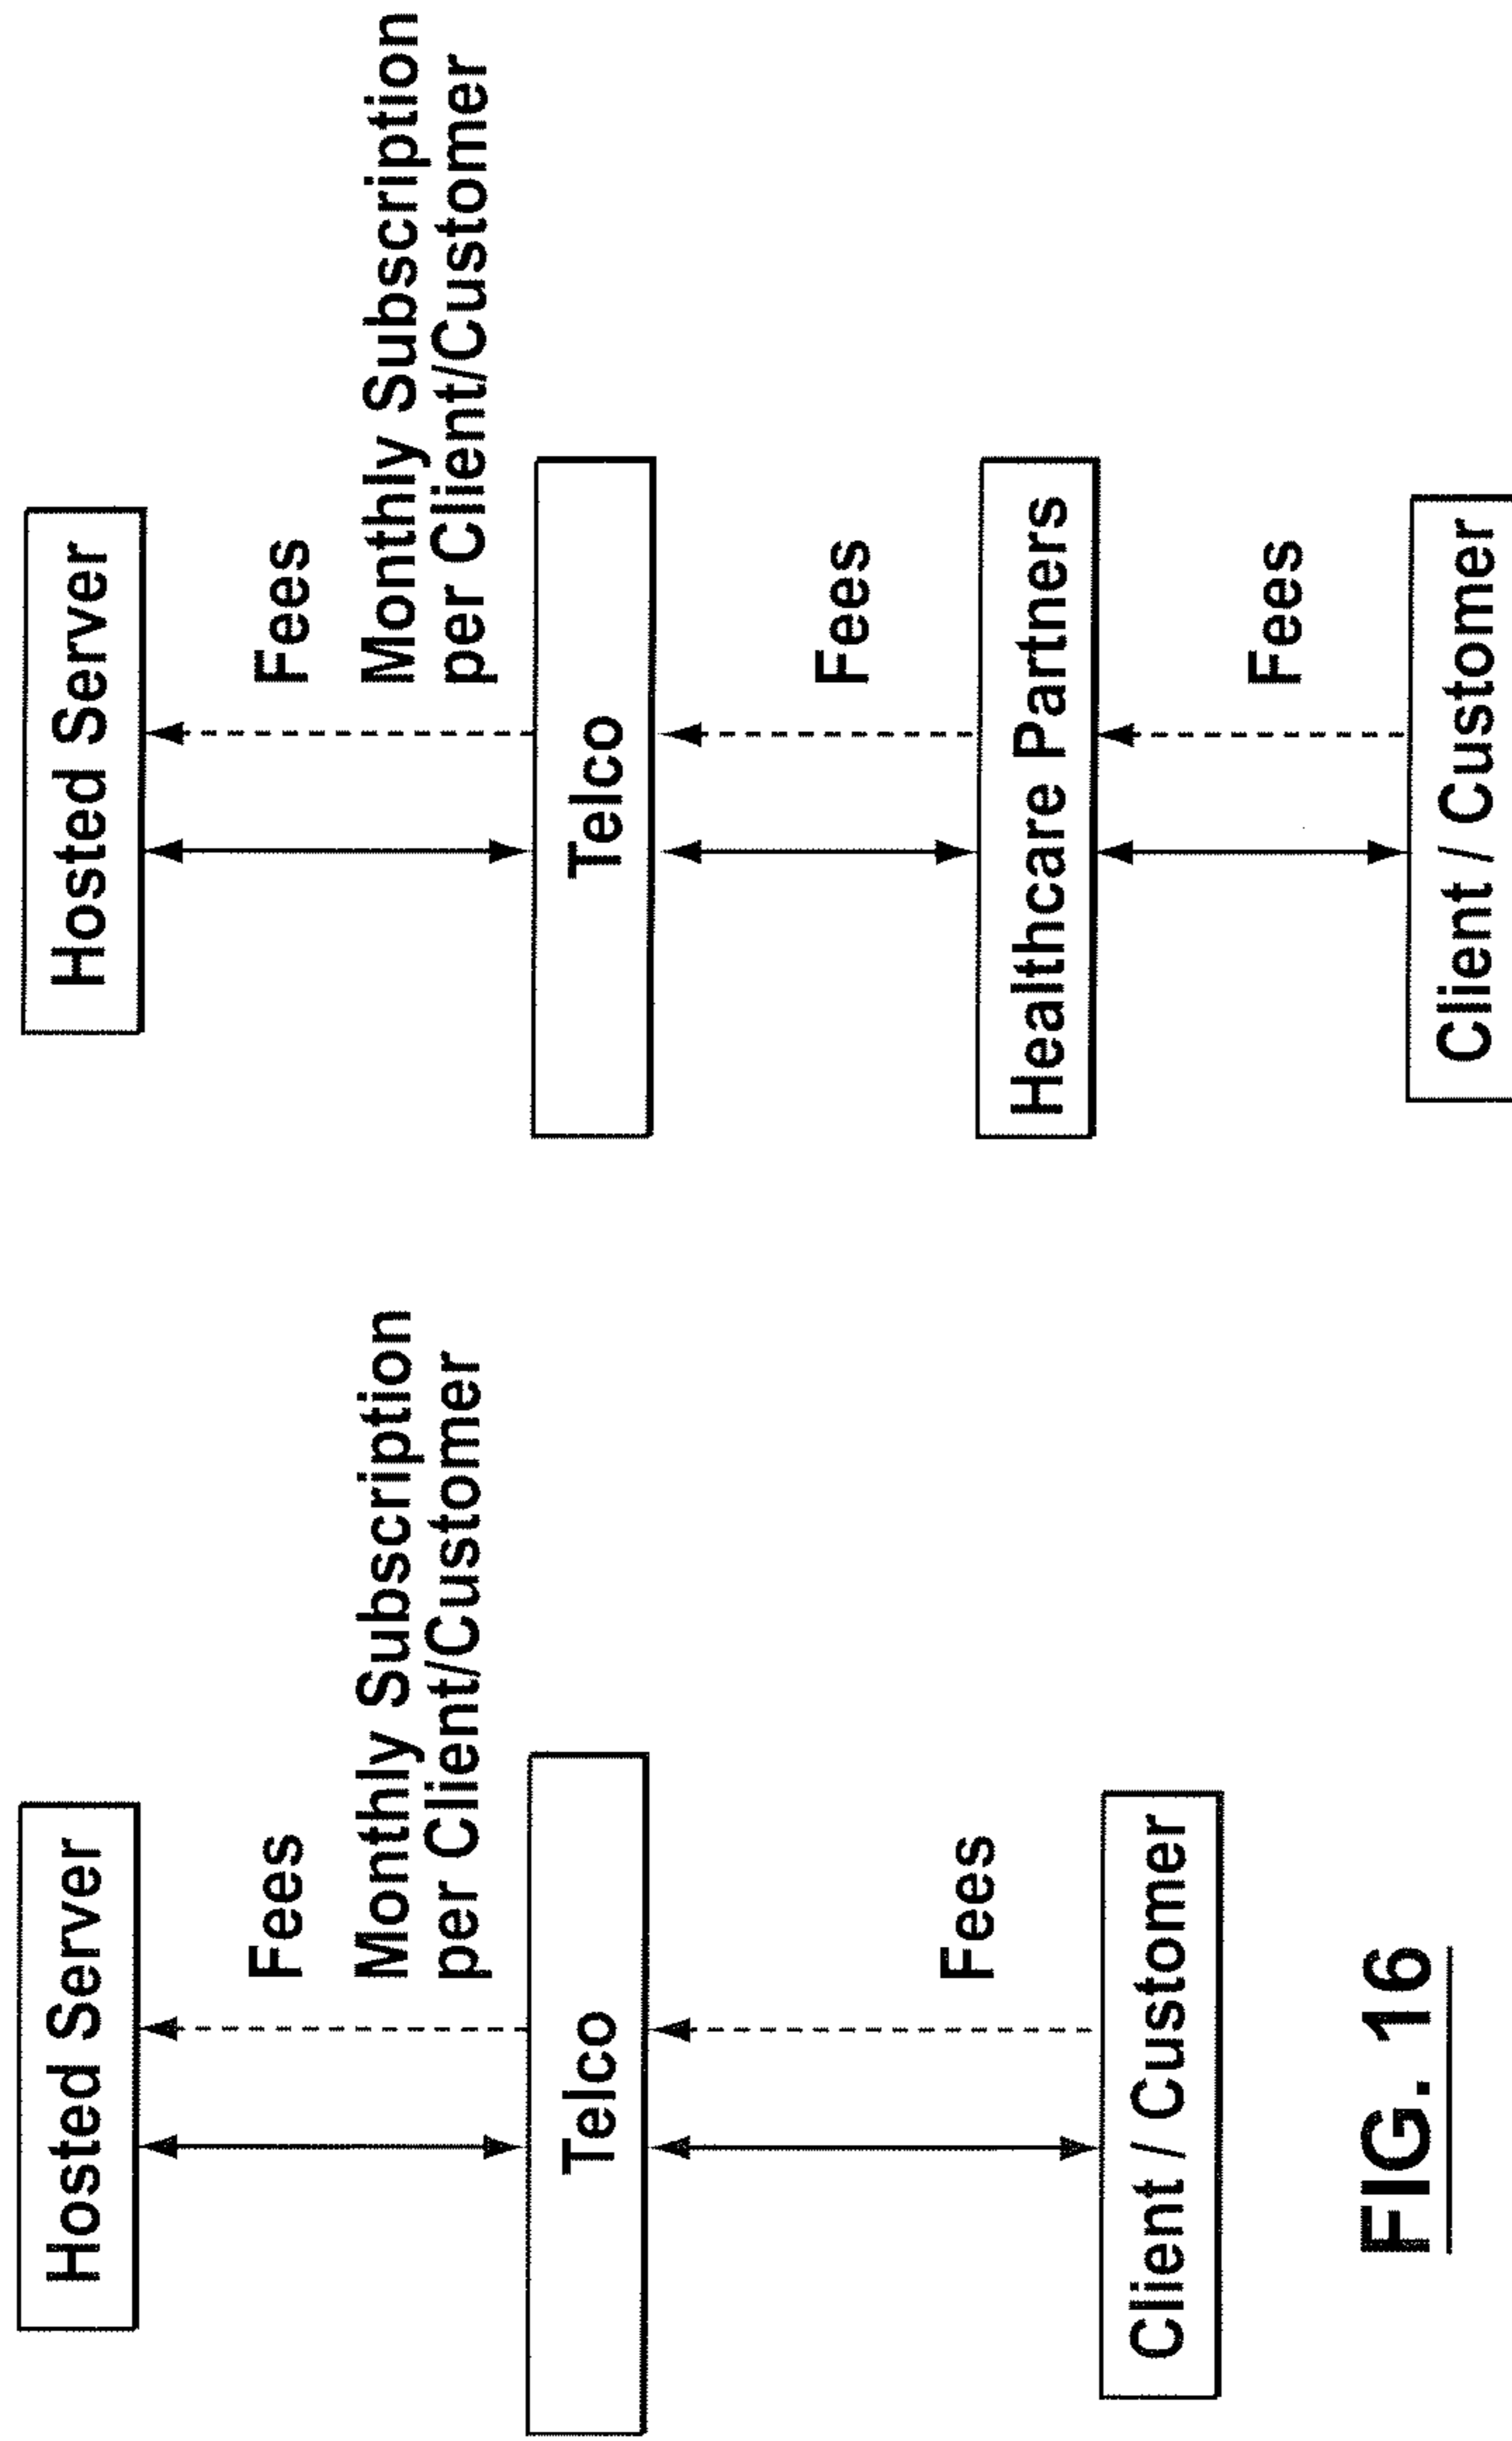 Hosted Server
Fees
Monthly Subscription
per Client/Customer
Telco
Fees
Client / Customer
Hosted Server
Fees
Monthly Subscription
per Client/Customer
Telco
Fees
Healthcare Partners
Fees
Client / Customer
FIG. 16